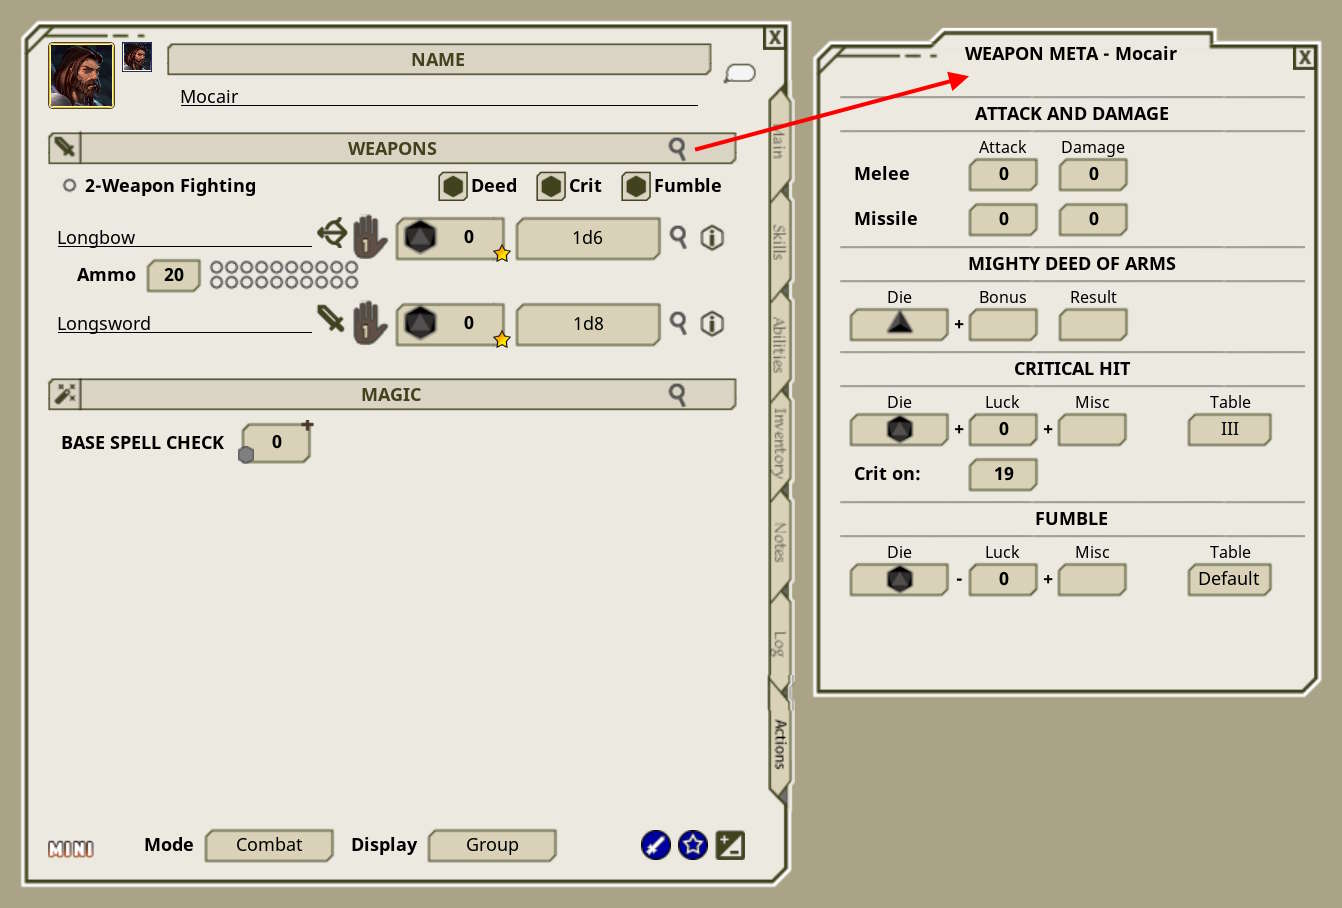 NAME
Mocair
WEAPONS
2-Weapon Fighting Deed Crit Fumble
Longbow 1 0 1d6
Ammo 20
Longsword 1 0 1d8
MAGIC
BASE SPELL CHECK 0
Mode Combat Display Group
MINI
Main
Skills
Abilities
Inventory
Notes
Log
Actions
X
WEAPON META - Mocair
X
ATTACK AND DAMAGE
Attack Damage
Melee 0 0
Missile 0 0
MIGHTY DEED OF ARMS
Die Bonus Result
+
CRITICAL HIT
Die Luck Misc Table
+ 0 + III
Crit on: 19
FUMBLE
Die Luck Misc Table
- 0 + Default